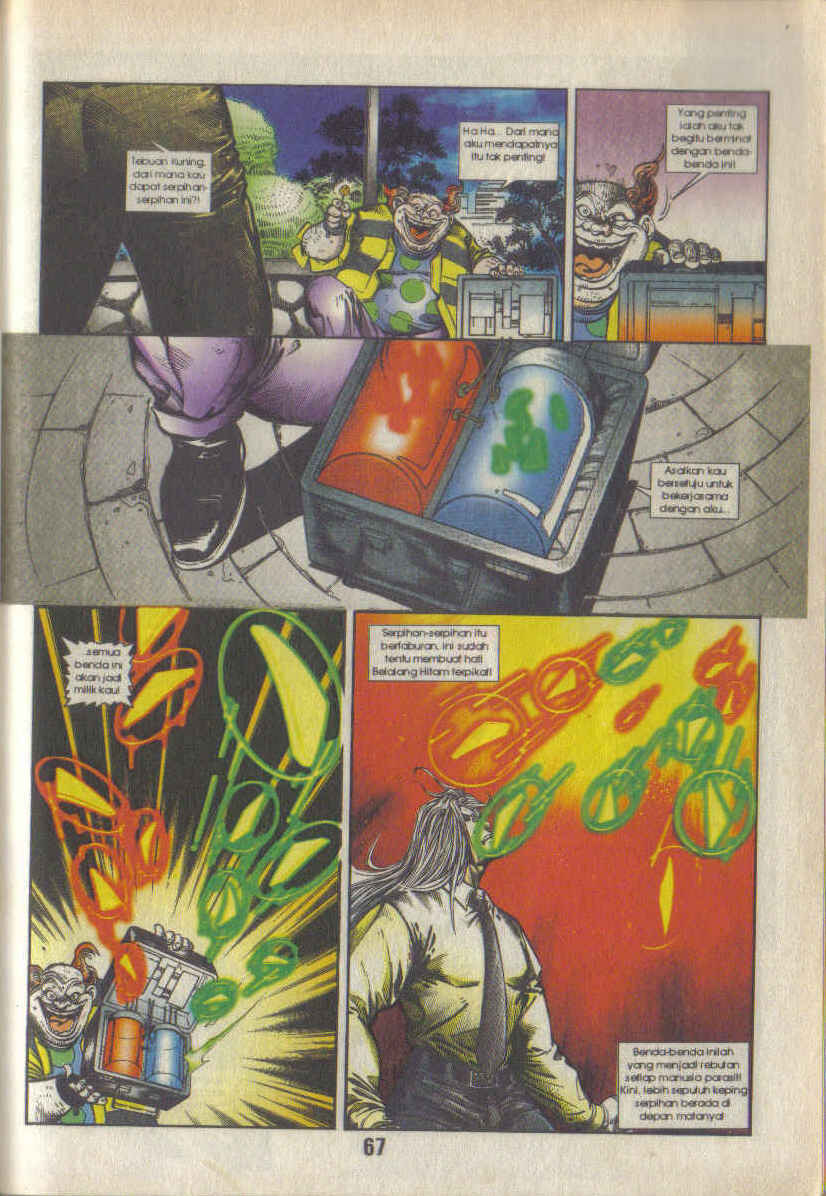 Tebuan Kuning,
dari mana kau
dapat serpihan-
serpihan ini?!
Ha Ha... Dari mana
aku mendapatnya
itu tak penting!
Yang penting
ialah aku tak
begitu berminat
dengan benda-
benda ini!
Asalkan kau
bersetuju untuk
bekerjasama
dengan aku...
...semua
benda ini
akan jadi
milik kau!
Serpihan-serpihan itu
bertaburan. Ini sudah
tentu membuat hati
Belalang Hitam terpikat!
Benda-benda inilah
yang menjadi rebutan
setiap manusia parasit!
Kini, lebih sepuluh keping
serpihan berada di
depan matanya!
67